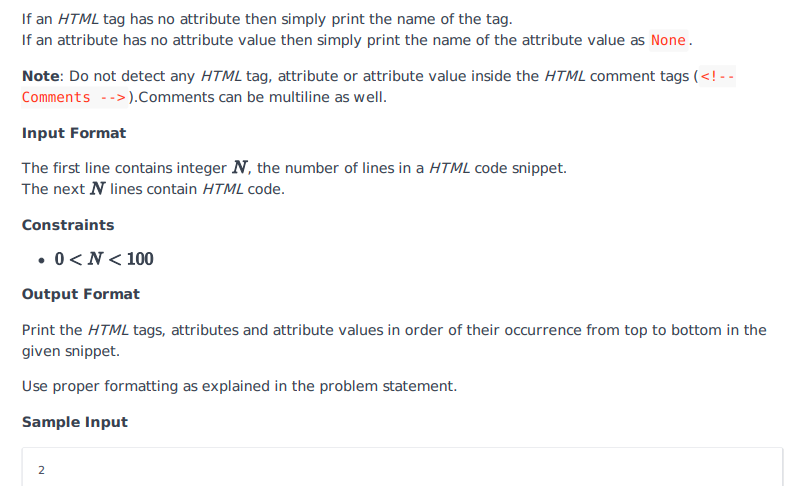 If an HTML tag has no attribute then simply print the name of the tag.
If an attribute has no attribute value then simply print the name of the attribute value as None.
Note: Do not detect any HTML tag, attribute or attribute value inside the HTML comment tags (<!--
Comments -->).Comments can be multiline as well.
Input Format
The first line contains integer N, the number of lines in a HTML code snippet.
The next N lines contain HTML code.
Constraints
• 0 < N < 100
Output Format
Print the HTML tags, attributes and attribute values in order of their occurrence from top to bottom in the
given snippet.
Use proper formatting as explained in the problem statement.
Sample Input
2